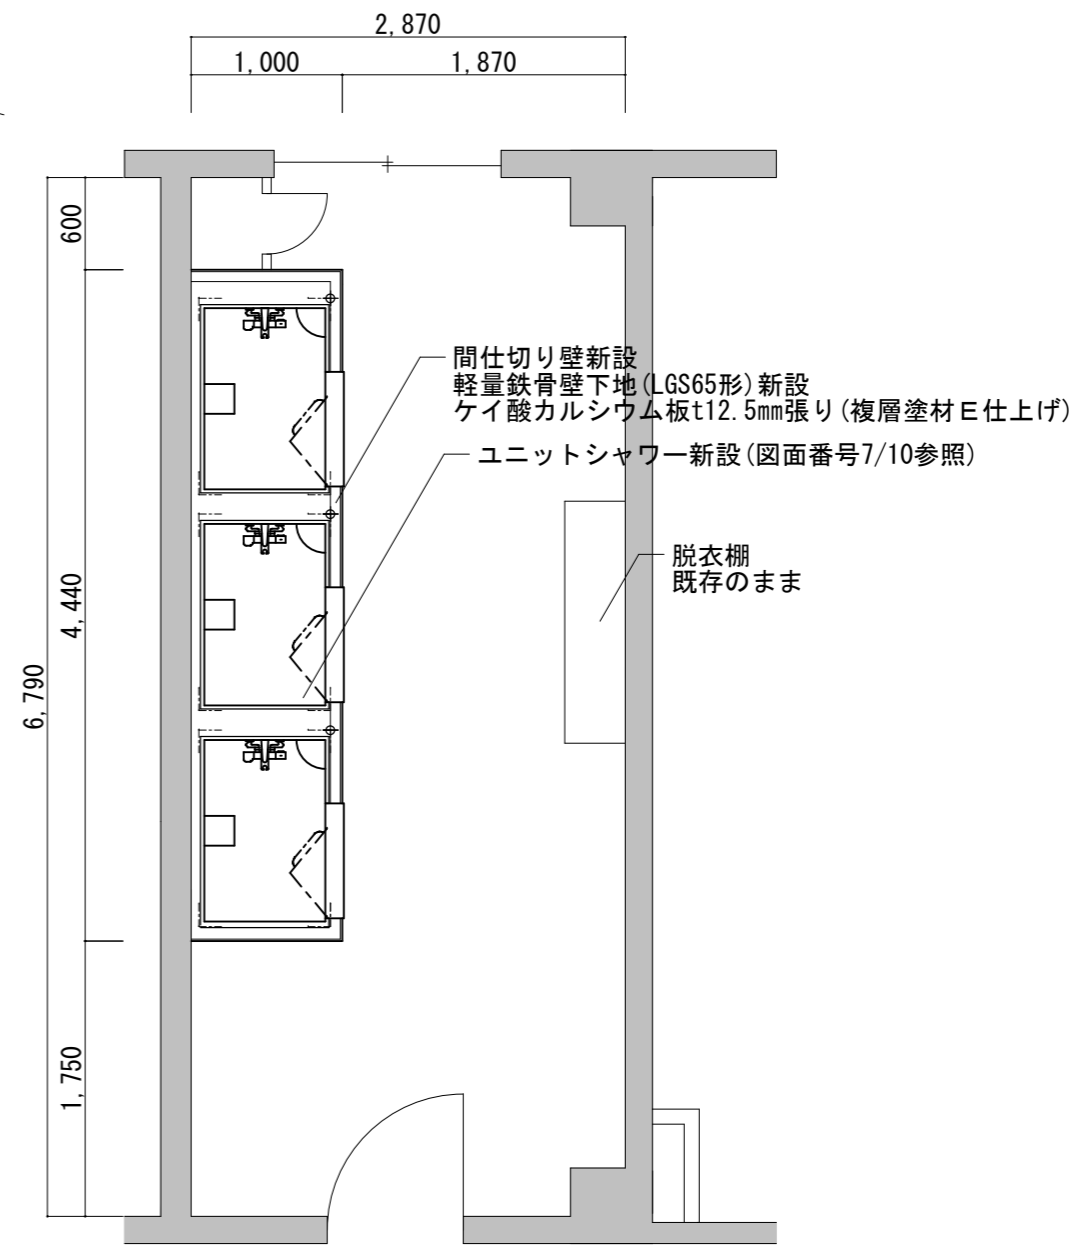 2,870
1,000
1,870
600
4,440
6,790
1,750
間仕切り壁新設
軽量鉄骨壁下地(LGS65形)新設
ケイ酸カルシウム板t12.5mm張り(複層塗材E仕上げ)
ユニットシャワー新設(図面番号7/10参照)
脱衣棚
既存のまま